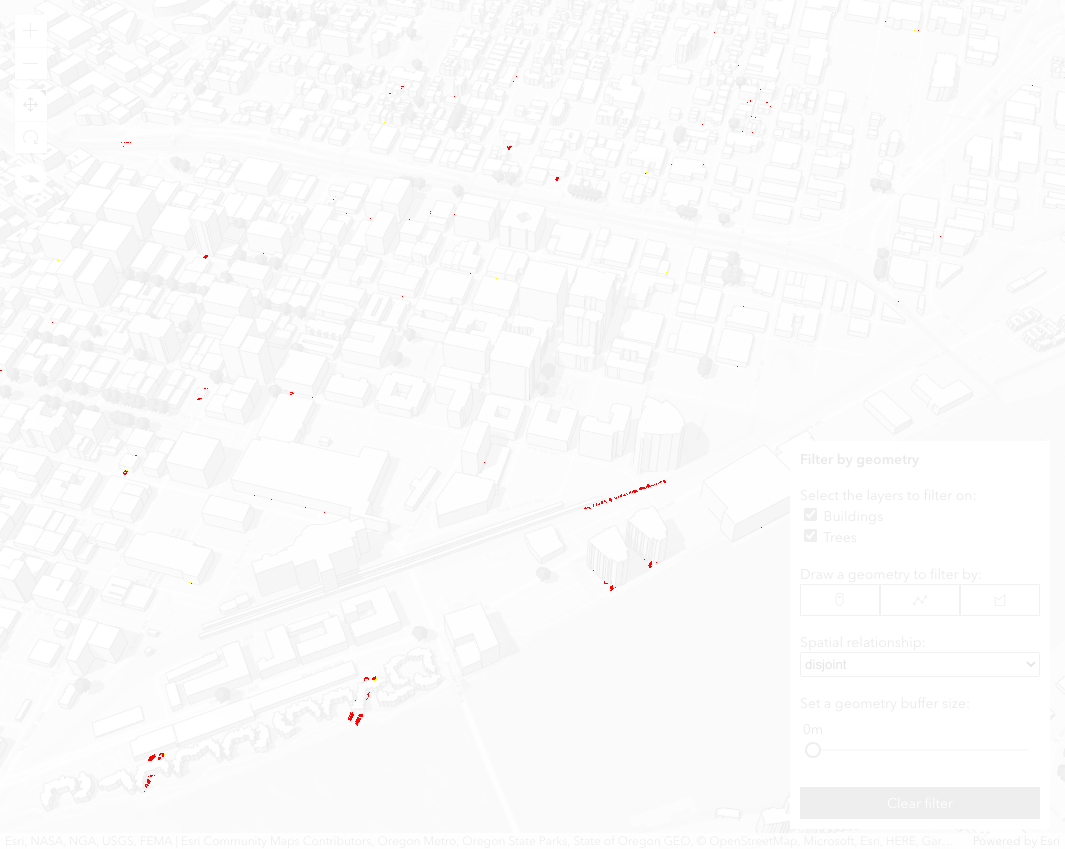 Filter by geometry
Select the layers to filter on:
Buildings
Trees
Draw a geometry to filter by:
Spatial relationship:
disjoint
Set a geometry buffer size:
0m
Clear filter
Esri, NASA, NGA, USGS, FEMA | Esri Community Maps Contributors, Oregon Metro, Oregon State Parks, State of Oregon GEO, © OpenStreetMap, Microsoft, Esri, HERE, Gar... Powered by Esri